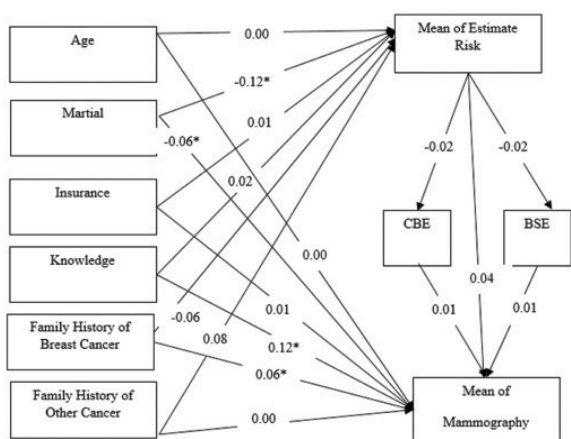 Age
Martial
Insurance
Knowledge
Family History of
Breast Cancer
Family History of
Other Cancer
0.00
-0.12*
-0.06*
0.01
0.02
0.00
0.01
-0.06
0.12*
0.08
0.06*
0.00
Mean of Estimate
Risk
-0.02
-0.02
CBE
BSE
0.04
0.01
0.01
Mean of
Mammography